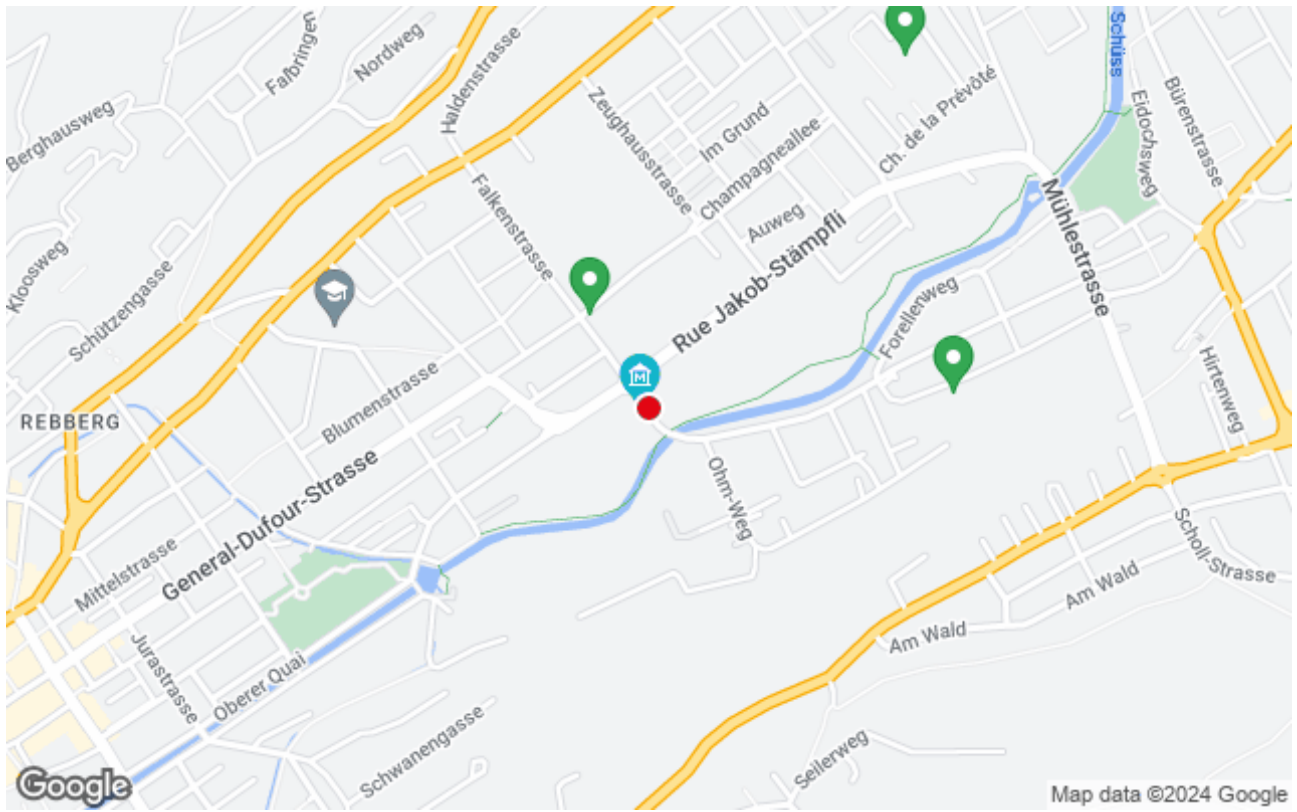 Nordweg
Falbringen
Haldenstrasse
Berghausweg
Zeughausstrasse
Im Grund
Champagneallee
Ch. de la Prévôté
Schüss
Eidochsweg
Bürenstrasse
Kloosweg
Schützengasse
Falkenstrasse
Auweg
Rue Jakob-Stämpfli
Mühlestrasse
Forellenweg
M
REBBERG
Blumenstrasse
Hirtenweg
General-Dufour-Strasse
Ohm-Weg
Mittelstrasse
Scholl-Strasse
Am Wald
Am Wald
Jurastrasse
Oberer Quai
Schwanengasse
Seilerweg
Google
Map data ©2024 Google